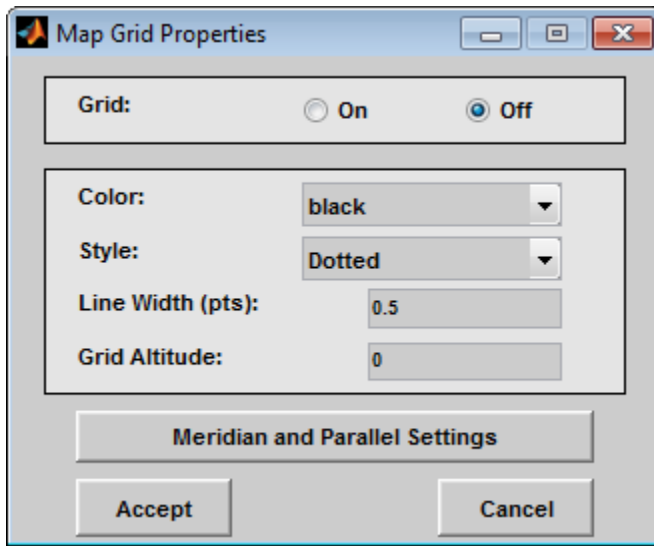 Map Grid Properties
Grid: On Off
Color: black
Style: Dotted
Line Width (pts): 0.5
Grid Altitude: 0
Meridian and Parallel Settings
Accept Cancel